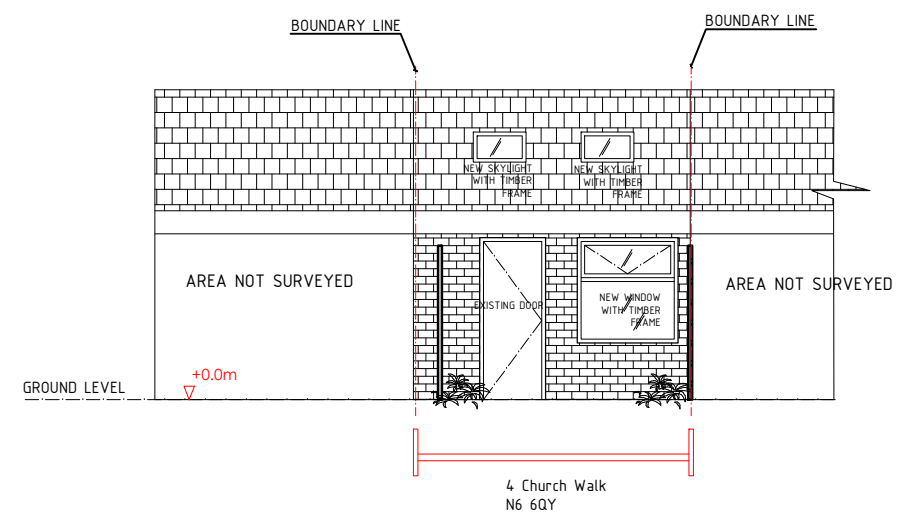 BOUNDARY LINE
BOUNDARY LINE
NEW SKYLIGHT
WITH TIMBER
FRAME
NEW SKYLIGHT
WITH TIMBER
FRAME
AREA NOT SURVEYED
AREA NOT SURVEYED
EXISTING DOOR
NEW WINDOW
WITH TIMBER
FRAME
+0.0m
GROUND LEVEL
4 Church Walk
N6 6QY